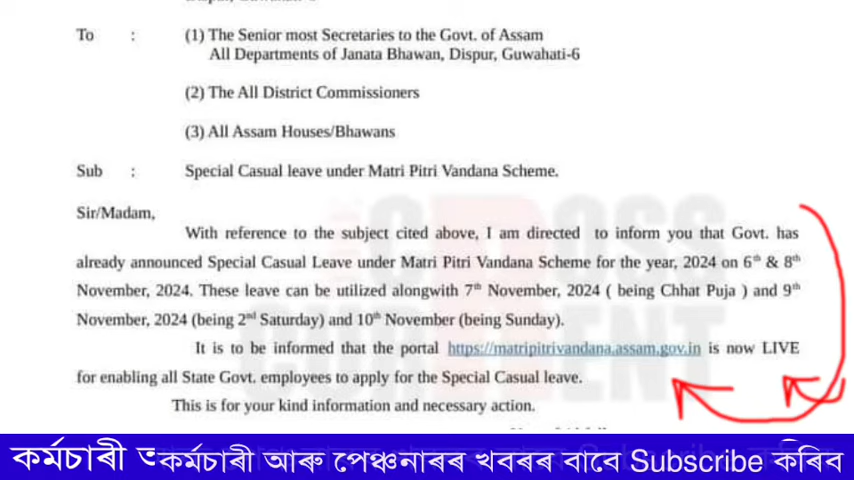 To : (1) The Senior most Secretaries to the Govt. of Assam
All Departments of Janata Bhawan, Dispur, Guwahati-6
(2) The All District Commissioners
(3) All Assam Houses/Bhawans
Sub : Special Casual leave under Matri Pitri Vandana Scheme.
Sir/Madam,
With reference to the subject cited above, I am directed to inform you that Govt. has
already announced Special Casual Leave under Matri Pitri Vandana Scheme for the year, 2024 on 6th & 8th
November, 2024. These leave can be utilized alongwith 7th November, 2024 ( being Chhat Puja ) and 9th
November, 2024 (being 2nd Saturday) and 10th November (being Sunday).
It is to be informed that the portal https://matripitrivandana.assam.gov.in is now LIVE
for enabling all State Govt. employees to apply for the Special Casual leave.
This is for your kind information and necessary action.
কৰ্মচাৰী কৰ্মচাৰী আৰু পেঞ্চনাৰৰ খবৰৰ বাবে Subscribe কৰিব